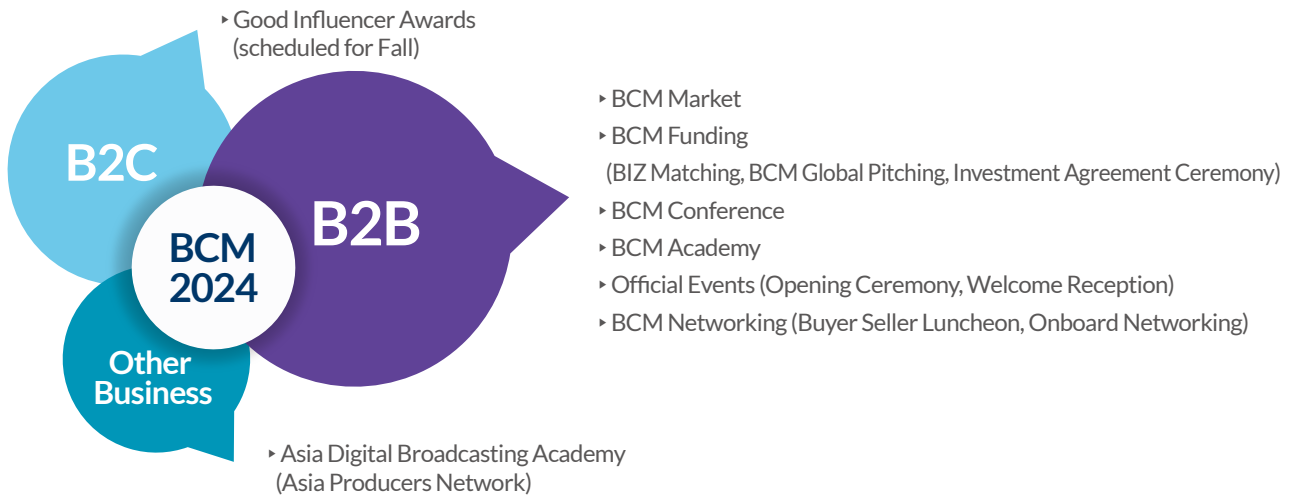 ‣ Good Influencer Awards
(scheduled for Fall)
B2C
B2B
BCM
2024
Other
Business
‣ BCM Market
‣ BCM Funding
(BIZ Matching, BCM Global Pitching, Investment Agreement Ceremony)
‣ BCM Conference
‣ BCM Academy
‣ Official Events (Opening Ceremony, Welcome Reception)
‣ BCM Networking (Buyer Seller Luncheon, Onboard Networking)
‣ Asia Digital Broadcasting Academy
(Asia Producers Network)